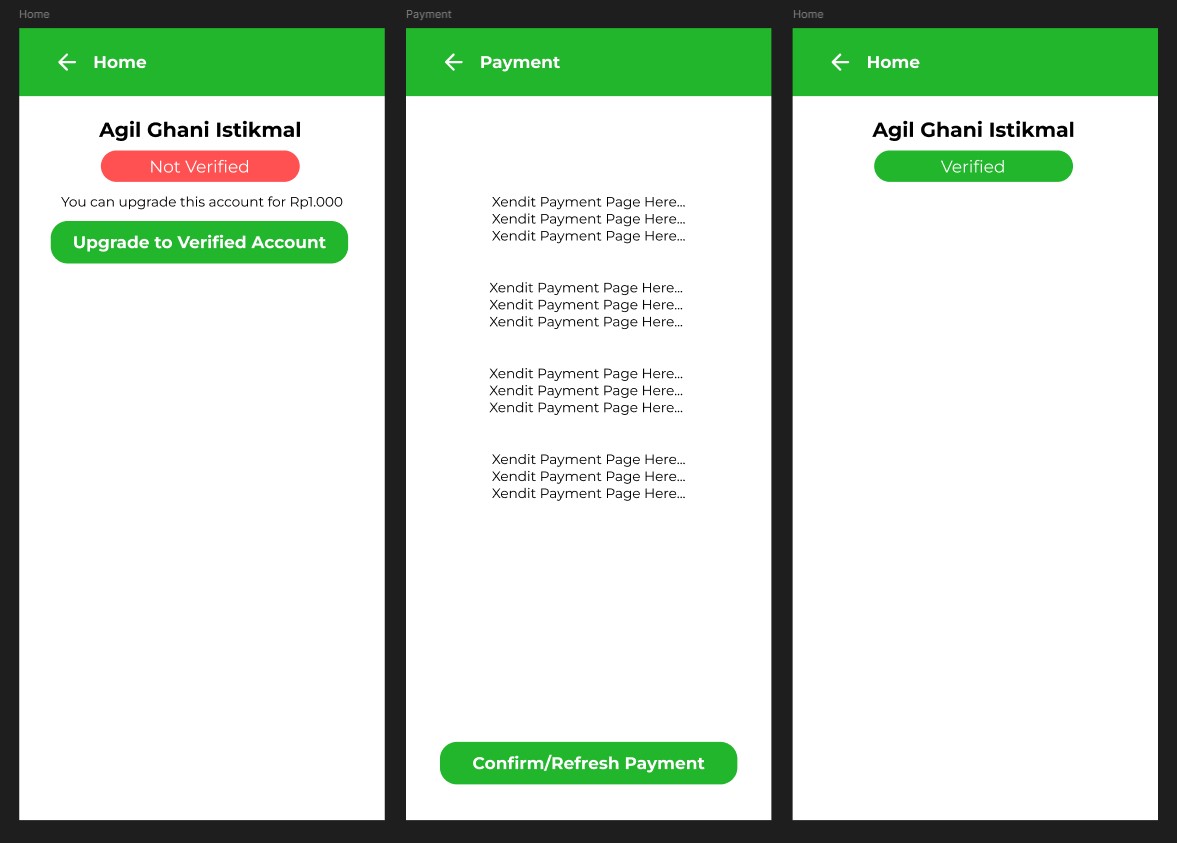 Home
Home
Agil Ghani Istikmal
Not Verified
You can upgrade this account for Rp1.000
Upgrade to Verified Account
Payment
Payment
Xendit Payment Page Here...
Xendit Payment Page Here...
Xendit Payment Page Here...
Xendit Payment Page Here...
Xendit Payment Page Here...
Xendit Payment Page Here...
Xendit Payment Page Here...
Xendit Payment Page Here...
Xendit Payment Page Here...
Xendit Payment Page Here...
Xendit Payment Page Here...
Xendit Payment Page Here...
Confirm/Refresh Payment
Home
Home
Agil Ghani Istikmal
Verified